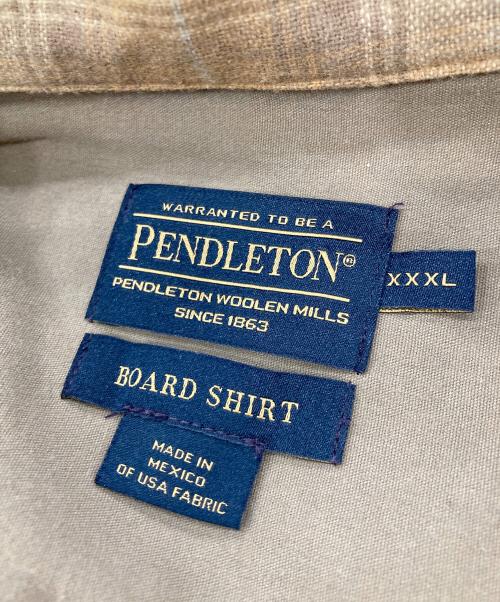 WARRANTED TO BE A
PENDLETON®
PENDLETON WOOLEN MILLS
SINCE 1863
XXXL
BOARD SHIRT
MADE IN
MEXICO
OF USA FABRIC